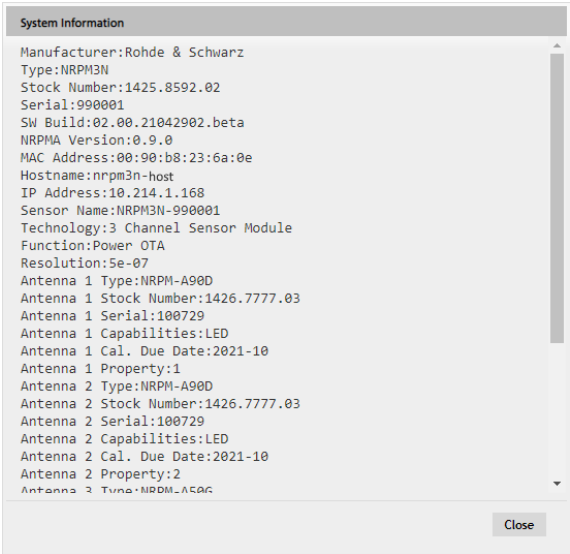 System Information
Manufacturer:Rohde & Schwarz
Type:NRPM3N
Stock Number:1425.8592.02
Serial:990001
SW Build:02.00.21042902.beta
NRPMA Version:0.9.0
MAC Address:00:90:b8:23:6a:0e
Hostname:nrpm3n-host
IP Address:10.214.1.168
Sensor Name:NRPM3N-990001
Technology:3 Channel Sensor Module
Function:Power OTA
Resolution:5e-07
Antenna 1 Type:NRPM-A90D
Antenna 1 Stock Number:1426.7777.03
Antenna 1 Serial:100729
Antenna 1 Capabilities:LED
Antenna 1 Cal. Due Date:2021-10
Antenna 1 Property:1
Antenna 2 Type:NRPM-A90D
Antenna 2 Stock Number:1426.7777.03
Antenna 2 Serial:100729
Antenna 2 Capabilities:LED
Antenna 2 Cal. Due Date:2021-10
Antenna 2 Property:2
Antenna 3 Type:NRPM-A50G
Close